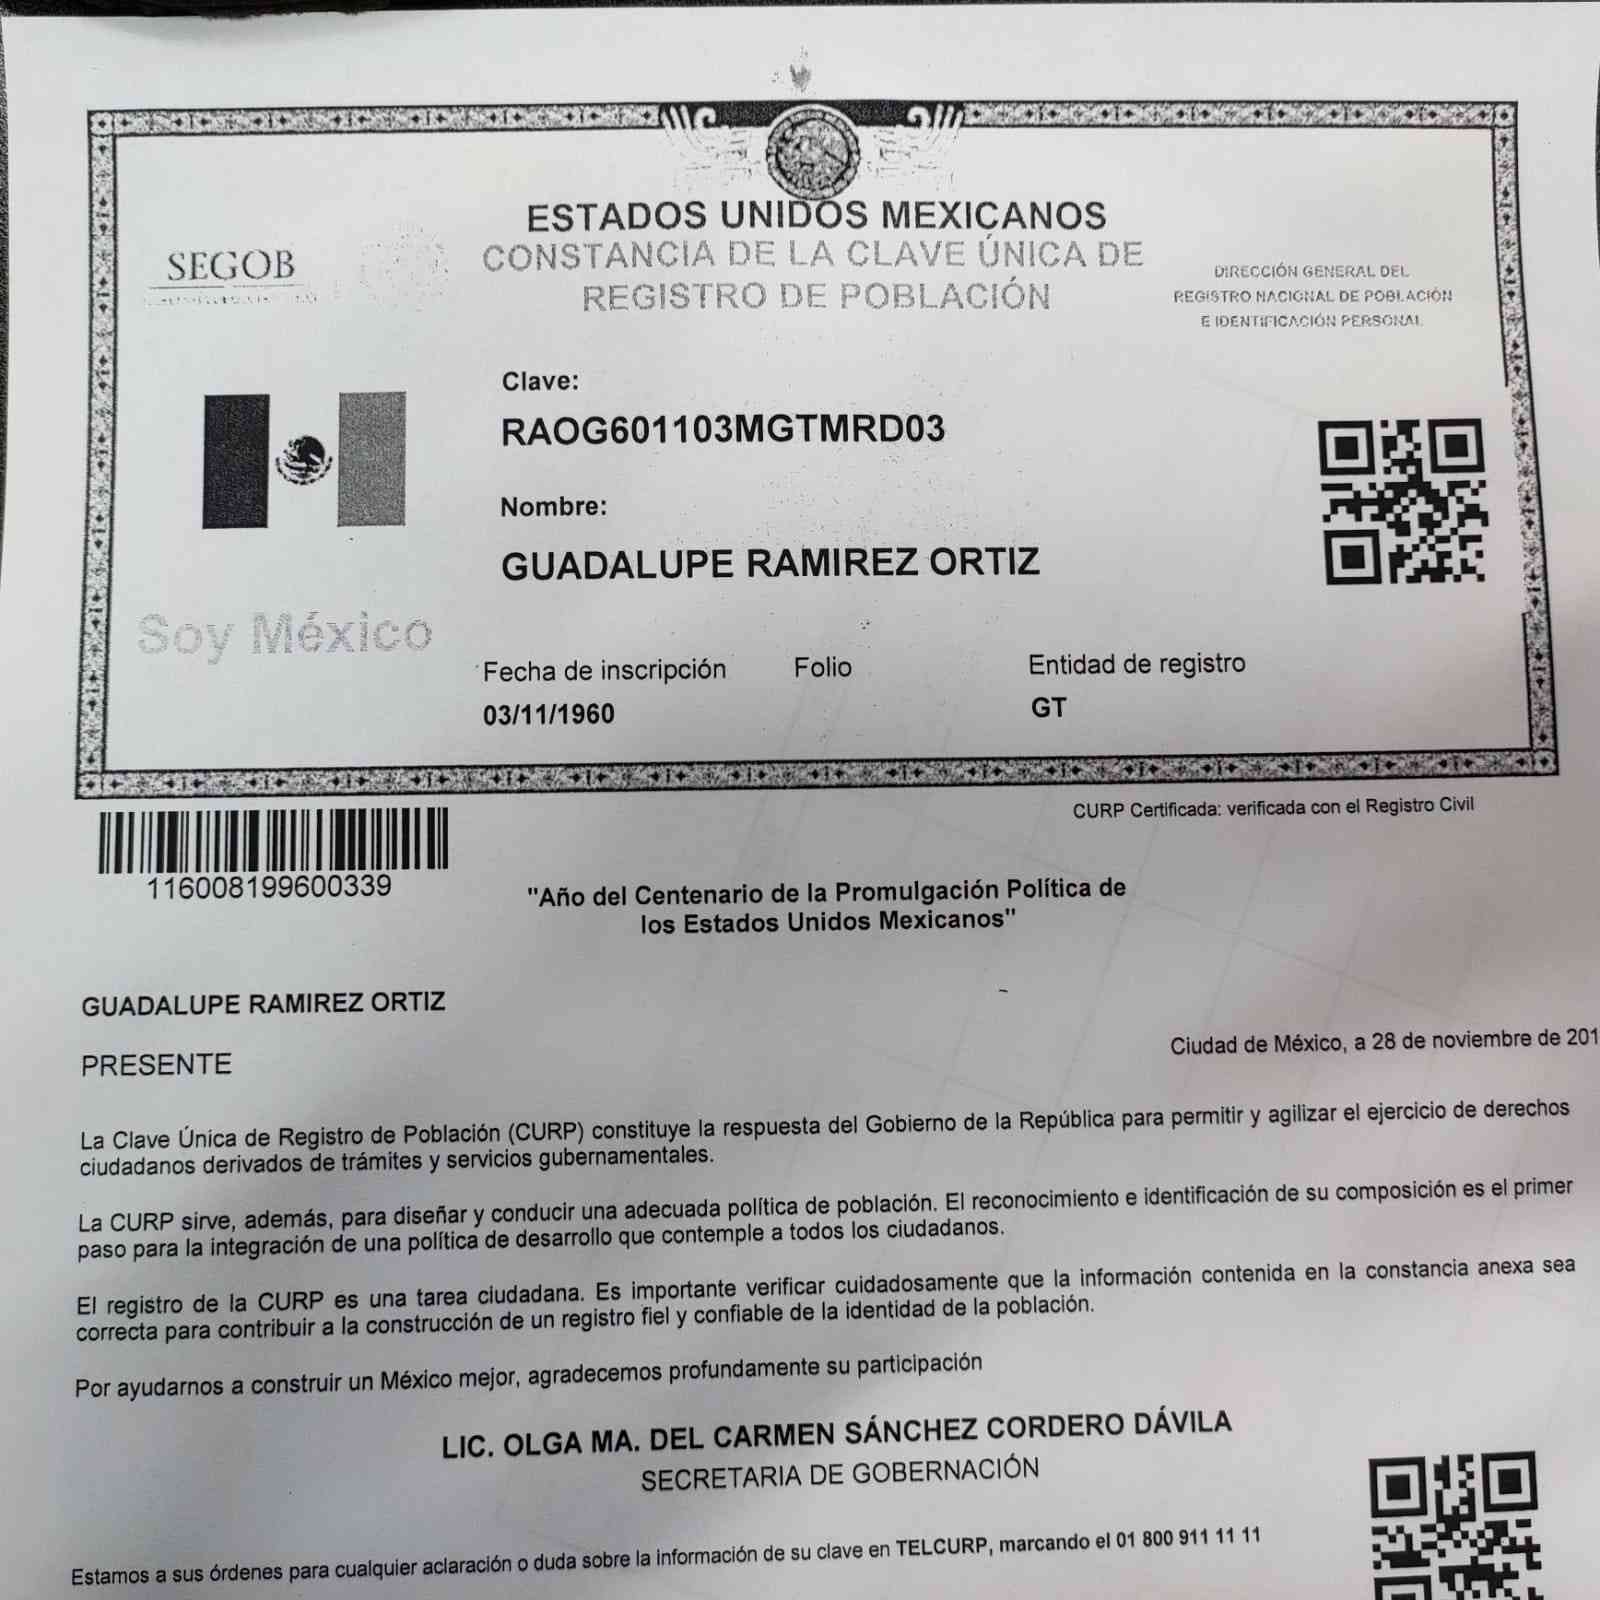 ESTADOS UNIDOS MEXICANOS
CONSTANCIA DE LA CLAVE ÚNICA DE
REGISTRO DE POBLACIÓN
SEGOB
DIRECCIÓN GENERAL DEL
REGISTRO NACIONAL DE POBLACIÓN
E IDENTIFICACIÓN PERSONAL
Clave:
RAOG601103MGTMRD03
Nombre:
GUADALUPE RAMIREZ ORTIZ
Soy México
Fecha de inscripción Folio Entidad de registro
03/11/1960 GT
CURP Certificada: verificada con el Registro Civil
116008199600339
"Año del Centenario de la Promulgación Política de
los Estados Unidos Mexicanos"
GUADALUPE RAMIREZ ORTIZ
Ciudad de México, a 28 de noviembre de 201
PRESENTE
La Clave Única de Registro de Población (CURP) constituye la respuesta del Gobierno de la República para permitir y agilizar el ejercicio de derechos
ciudadanos derivados de trámites y servicios gubernamentales.
La CURP sirve, además, para diseñar y conducir una adecuada política de población. El reconocimiento e identificación de su composición es el primer
paso para la integración de una política de desarrollo que contemple a todos los ciudadanos.
El registro de la CURP es una tarea ciudadana. Es importante verificar cuidadosamente que la información contenida en la constancia anexa sea
correcta para contribuir a la construcción de un registro fiel y confiable de la identidad de la población.
Por ayudarnos a construir un México mejor, agradecemos profundamente su participación
LIC. OLGA MA. DEL CARMEN SÁNCHEZ CORDERO DÁVILA
SECRETARIA DE GOBERNACIÓN
Estamos a sus órdenes para cualquier aclaración o duda sobre la información de su clave en TELCURP, marcando el 01 800 911 11 11